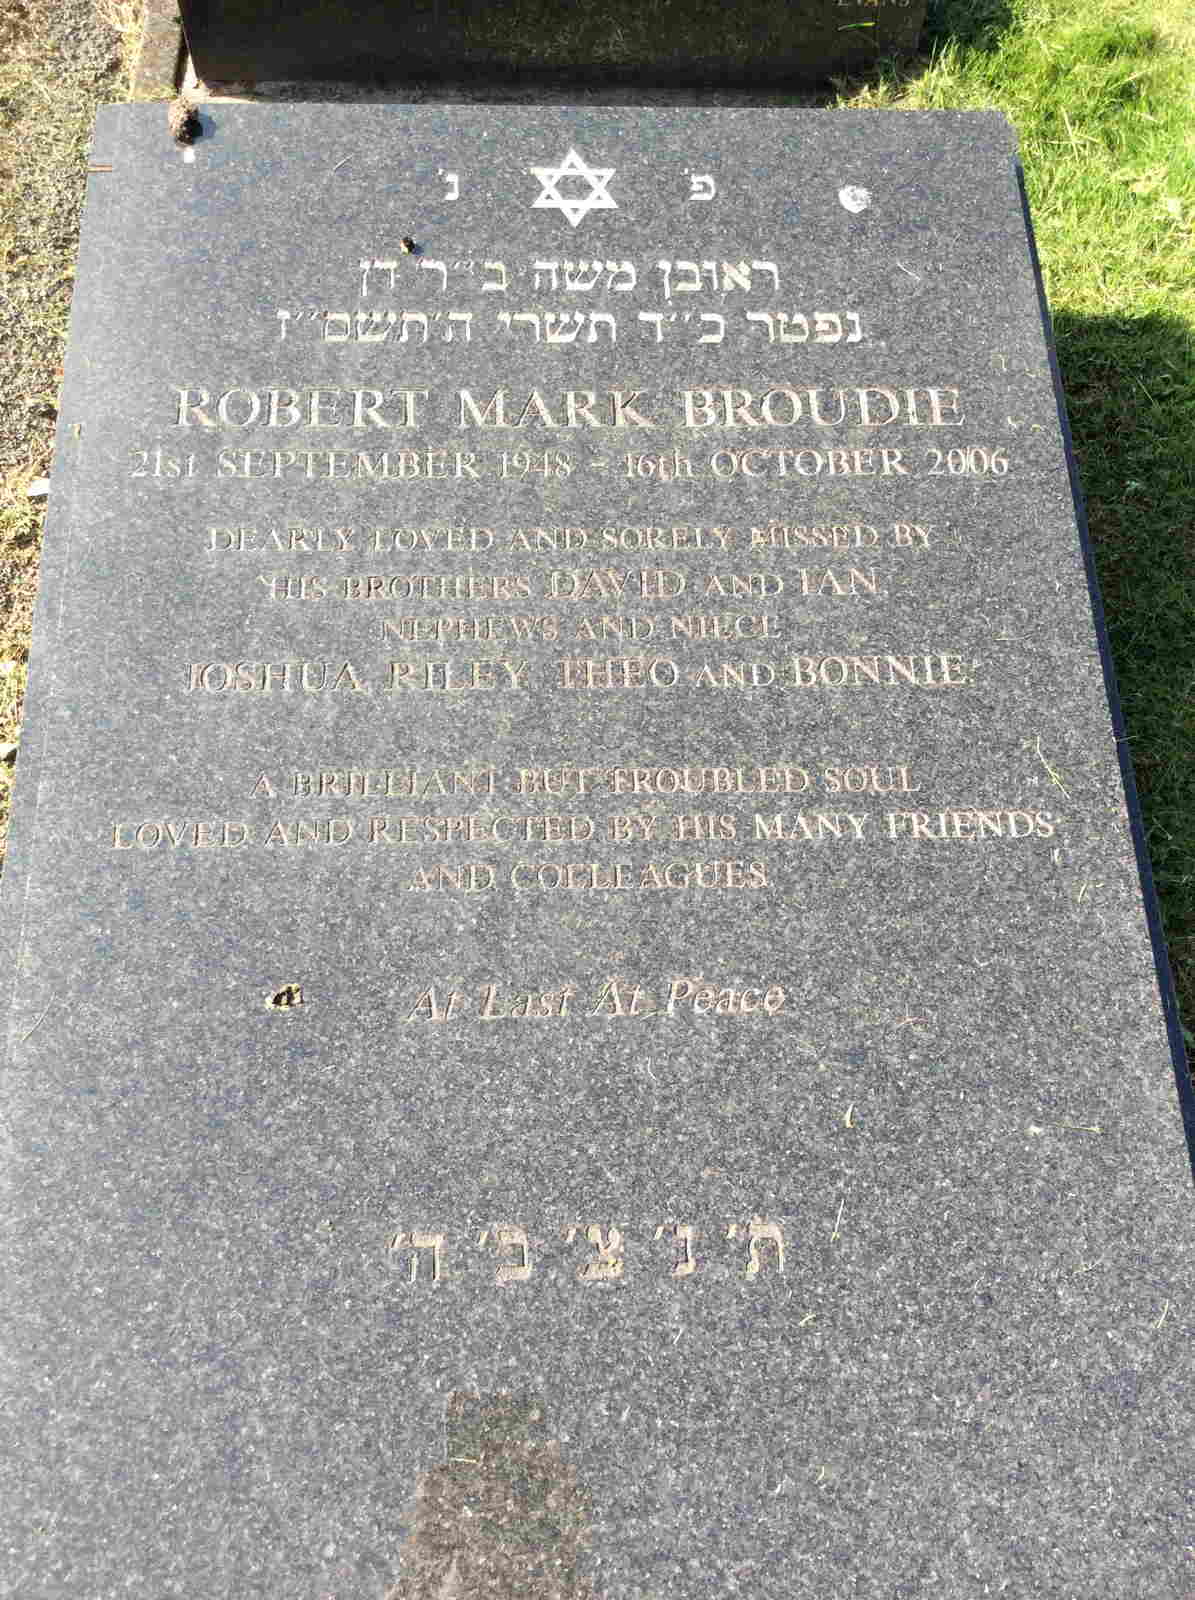 EVANS
פ' נ'
ראובן משה ב״ר דן
נפטר כ״ד תשרי ה'תשס״ז
ROBERT MARK BROUDIE
21st SEPTEMBER 1948 - 16th OCTOBER 2006
DEARLY LOVED AND SORELY MISSED BY
HIS BROTHERS DAVID AND IAN,
NEPHEWS AND NIECE
JOSHUA, RILEY, THEO AND BONNIE.
A BRILLIANT BUT TROUBLED SOUL
LOVED AND RESPECTED BY HIS MANY FRIENDS
AND COLLEAGUES
At Last At Peace
ת' נ' צ' ב' ה'